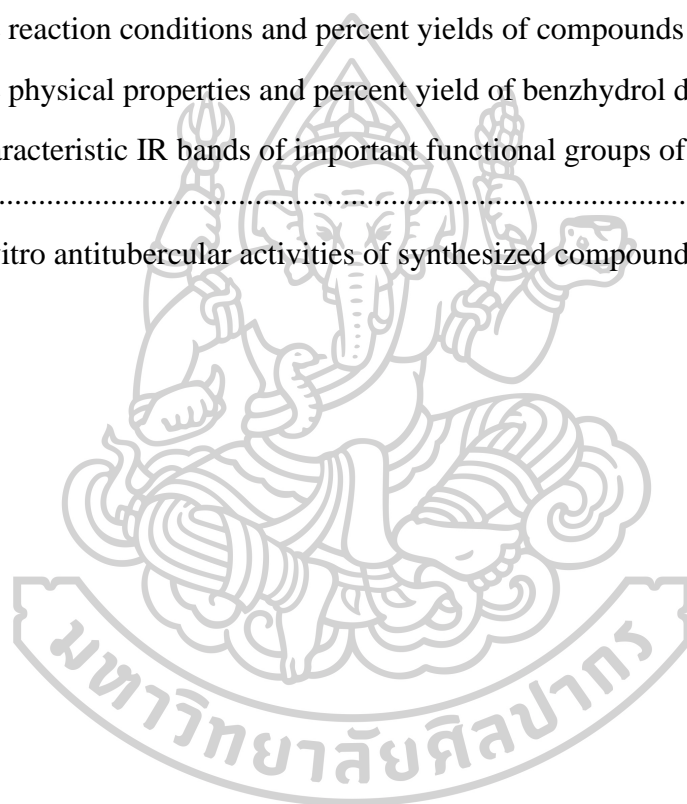 reaction conditions and percent yields of compounds
physical properties and percent yield of benzhydrol d
aracteristic IR bands of important functional groups of
................................................................................
itro antitubercular activities of synthesized compound
มหาวิทยาลัยศิลปากร